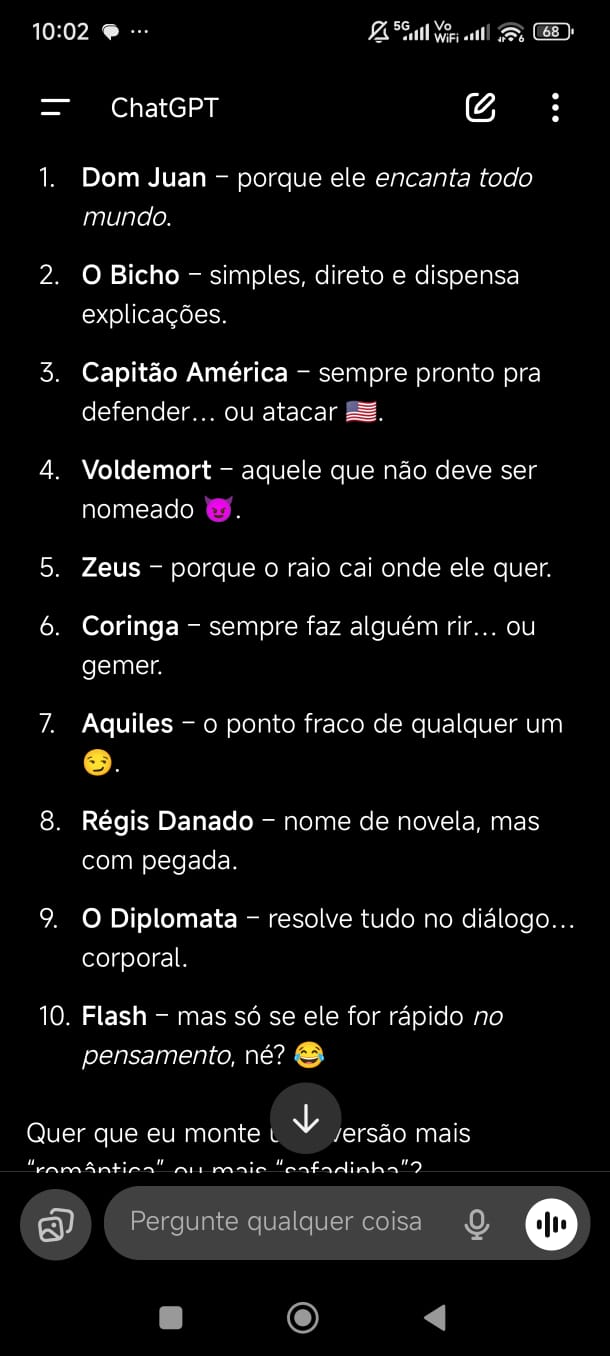 10:02 ...
5G Vo WiFi 6 68
ChatGPT
1. Dom Juan – porque ele encanta todo
mundo.
2. O Bicho – simples, direto e dispensa
explicações.
3. Capitão América – sempre pronto pra
defender... ou atacar 🇺🇸.
4. Voldemort – aquele que não deve ser
nomeado 😈.
5. Zeus – porque o raio cai onde ele quer.
6. Coringa – sempre faz alguém rir... ou
gemer.
7. Aquiles – o ponto fraco de qualquer um
😏.
8. Régis Danado – nome de novela, mas
com pegada.
9. O Diplomata – resolve tudo no diálogo...
corporal.
10. Flash – mas só se ele for rápido no
pensamento, né? 😂
Quer que eu monte versão mais
"romântica" ou mais "safadinha"?
Pergunte qualquer coisa